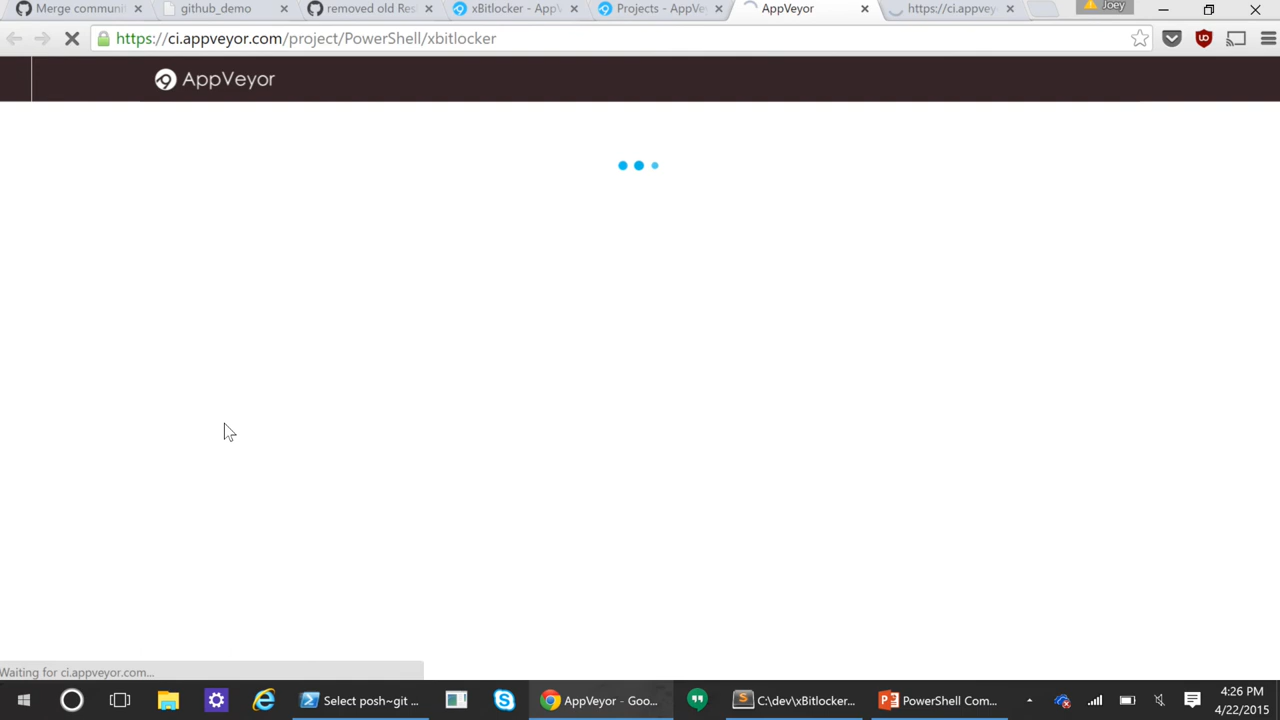 Merge communi
github_demo
removed old Res
xBitlocker - AppV
Projects - AppVe
AppVeyor
https://ci.appvey
Joey
https://ci.appveyor.com/project/PowerShell/xbitlocker
AppVeyor
Waiting for ci.appveyor.com...
Select posh~git ...
AppVeyor - Goo...
C:\dev\xBitlocker...
PowerShell Com...
4:26 PM
4/22/2015